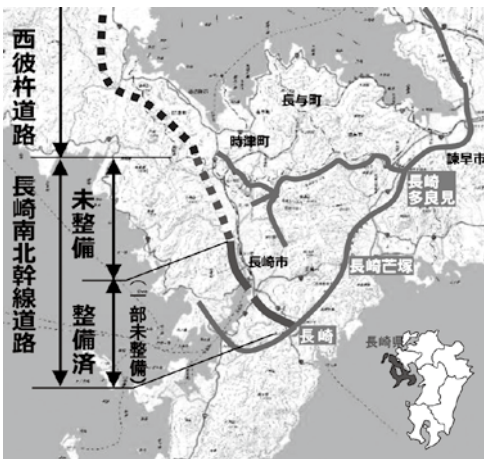 西彼杵道路
長崎南北幹線道路
未整備
整備済
(一部未整備)
長与町
時津町
諫早市
長崎
多良見
長崎市
長崎芒塚
長崎
長崎県